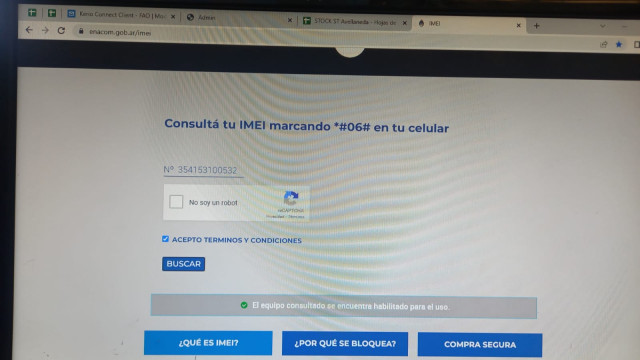 Kena Connect Client - FAQ | Mo
Admin
STOCK ST Avellaneda - Hojas de
IMEI
enacom.gob.ar/imei
Consultá tu IMEI marcando *#06# en tu celular
Nº 354153100532
No soy un robot
reCAPTCHA
Privacidad - Términos
ACEPTO TERMINOS Y CONDICIONES
BUSCAR
El equipo consultado se encuentra habilitado para el uso.
¿QUÉ ES IMEI?
¿POR QUÉ SE BLOQUEA?
COMPRA SEGURA